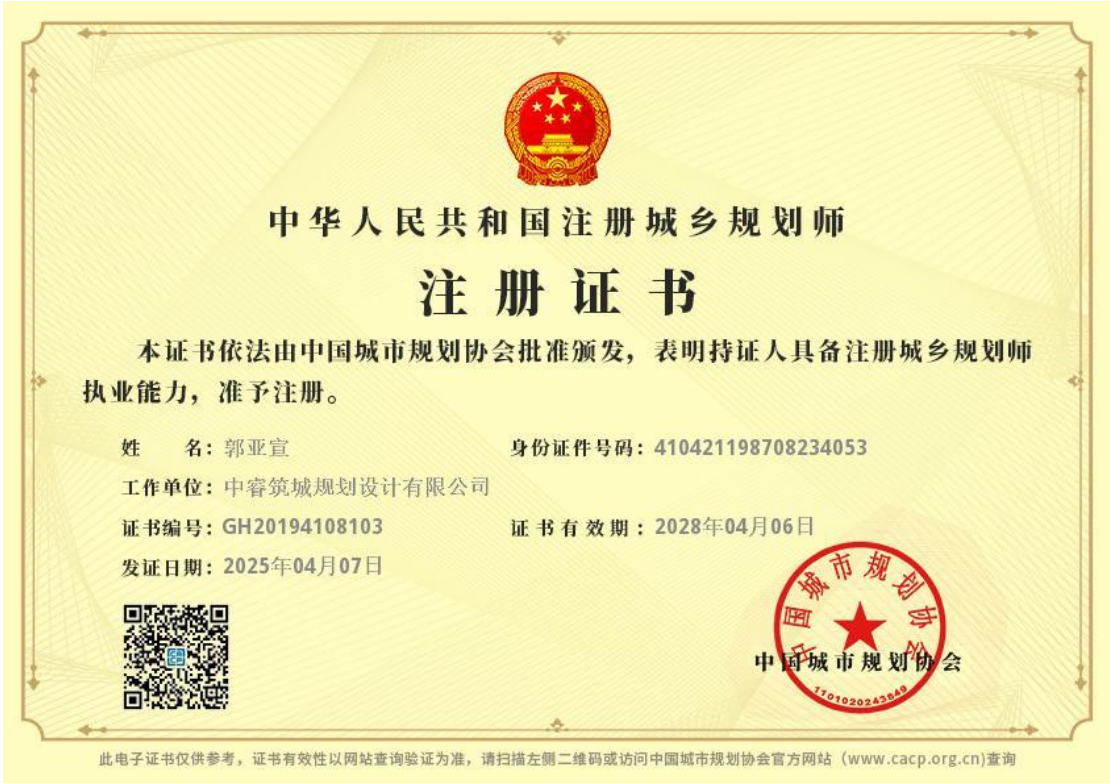 中华人民共和国注册城乡规划师
注册证书
本证书依法由中国城市规划协会批准颁发，表明持证人具备注册城乡规划师
执业能力，准予注册。
姓 名：郭亚宣 身份证件号码：410421198708234053
工作单位：中睿筑城规划设计有限公司
证书编号：GH20194108103 证书有效期：2028年04月06日
发证日期：2025年04月07日
中国城市规划协会
中国城市规划协会
1101020243649
此电子证书仅供参考，证书有效性以网站查询验证为准，请扫描左侧二维码或访问中国城市规划协会官方网站（www.cacp.org.cn)查询